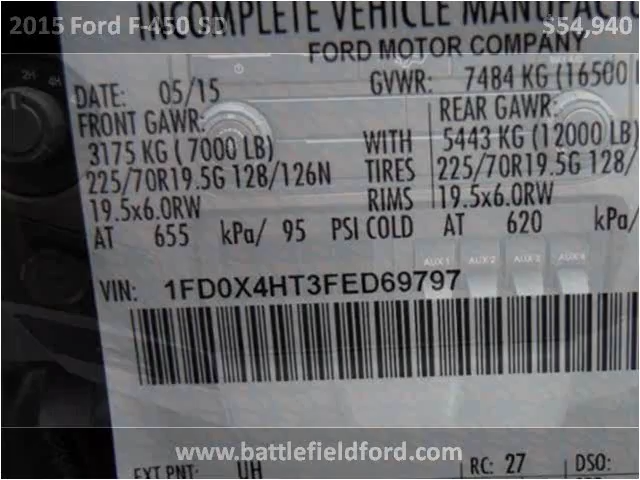 2015 Ford F-450 SD
$54,940
INCOMPLETE VEHICLE MANUFAC
FORD MOTOR COMPANY
DATE: 05/15
GVWR: 7484 KG (16500
FRONT GAWR:
REAR GAWR:
3175 KG ( 7000 LB)
WITH
5443 KG (12000 LB)
225/70R19.5G 128/126N
TIRES
225/70R19.5G 128/
19.5x6.0RW
RIMS
19.5x6.0RW
AT 655 kPa/ 95 PSI COLD AT 620 kPa/
2H
4H
AUX 1
AUX 2
AUX 3
AUX 4
VIN: 1FD0X4HT3FED69797
www.battlefieldford.com
EXT PNT: UH
RC: 27
DSO: